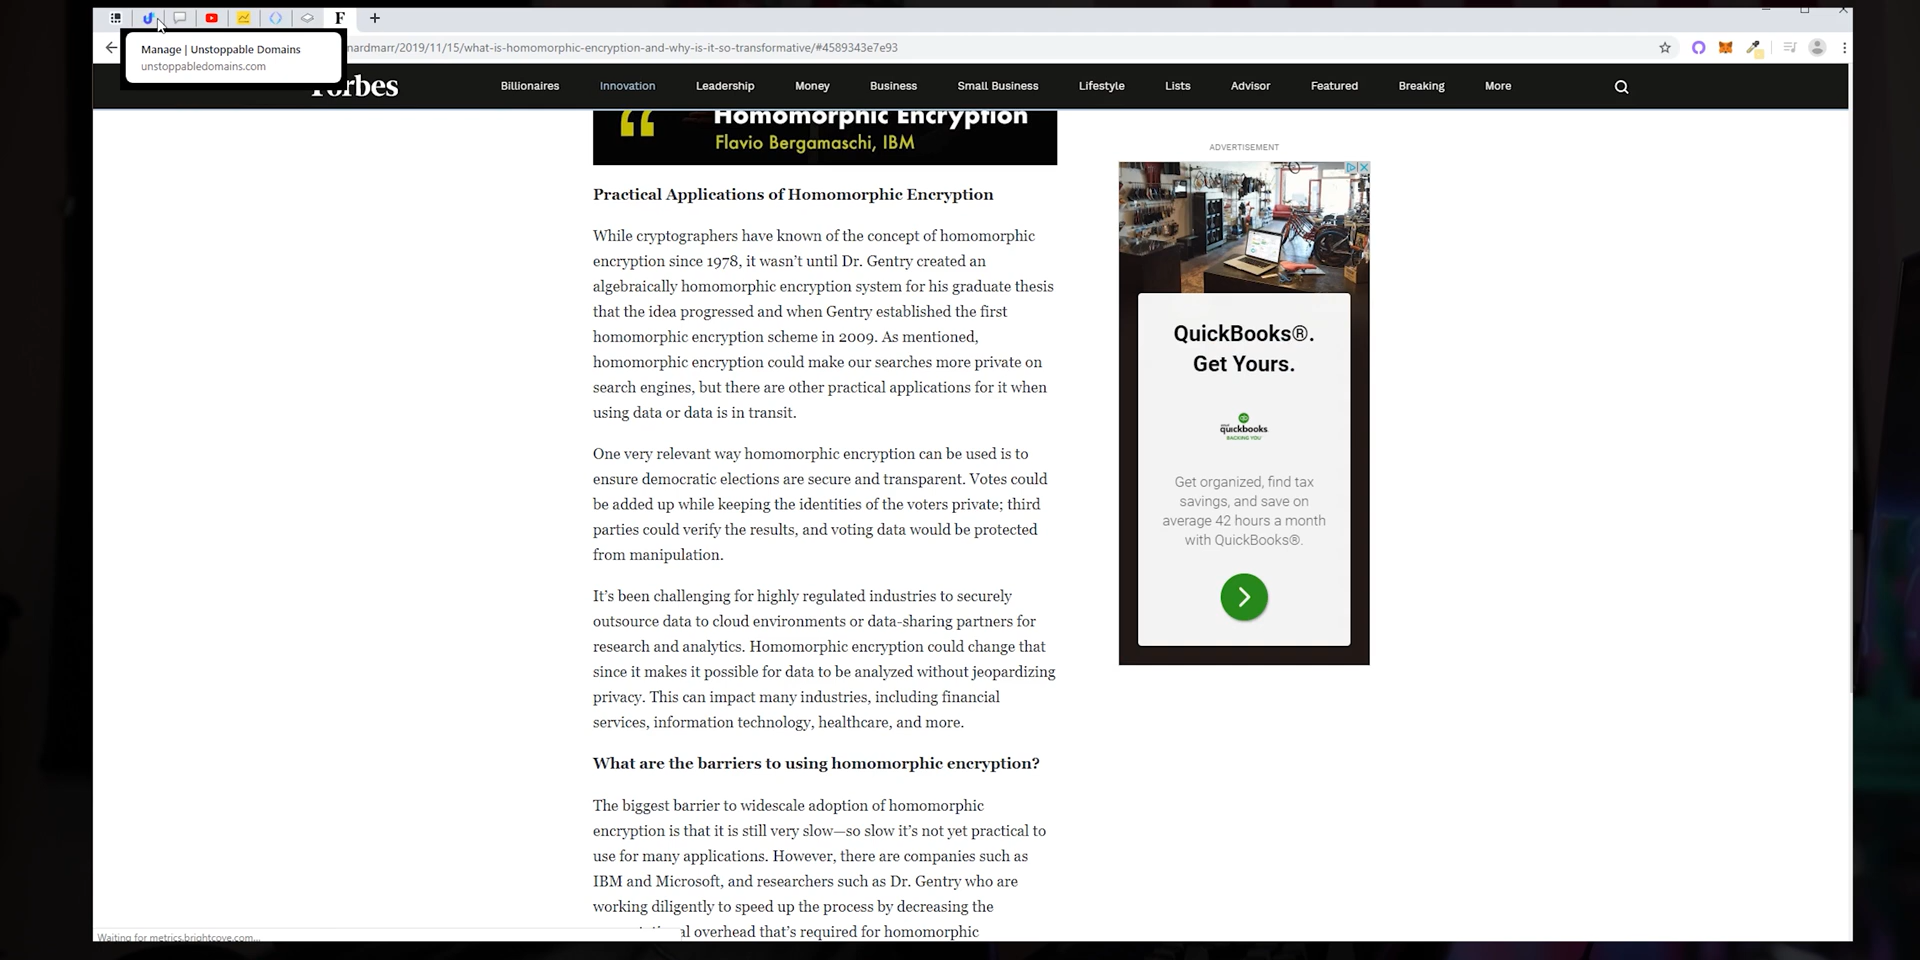 F
Manage | Unstoppable Domains
unstoppabledomains.com
nardmarr/2019/11/15/what-is-homomorphic-encryption-and-why-is-it-so-transformative/#4589343e7e93
Forbes
Billionaires
Innovation
Leadership
Money
Business
Small Business
Lifestyle
Lists
Advisor
Featured
Breaking
More
Homomorphic Encryption
Flavio Bergamaschi, IBM
Practical Applications of Homomorphic Encryption
While cryptographers have known of the concept of homomorphic
encryption since 1978, it wasn't until Dr. Gentry created an
algebraically homomorphic encryption system for his graduate thesis
that the idea progressed and when Gentry established the first
homomorphic encryption scheme in 2009. As mentioned,
homomorphic encryption could make our searches more private on
search engines, but there are other practical applications for it when
using data or data is in transit.
One very relevant way homomorphic encryption can be used is to
ensure democratic elections are secure and transparent. Votes could
be added up while keeping the identities of the voters private; third
parties could verify the results, and voting data would be protected
from manipulation.
It's been challenging for highly regulated industries to securely
outsource data to cloud environments or data-sharing partners for
research and analytics. Homomorphic encryption could change that
since it makes it possible for data to be analyzed without jeopardizing
privacy. This can impact many industries, including financial
services, information technology, healthcare, and more.
What are the barriers to using homomorphic encryption?
The biggest barrier to widescale adoption of homomorphic
encryption is that it is still very slow—so slow it's not yet practical to
use for many applications. However, there are companies such as
IBM and Microsoft, and researchers such as Dr. Gentry who are
working diligently to speed up the process by decreasing the
al overhead that's required for homomorphic
ADVERTISEMENT
QuickBooks®.
Get Yours.
quickbooks
BACKING YOU
Get organized, find tax
savings, and save on
average 42 hours a month
with QuickBooks®.
Waiting for metrics.brightcove.com...